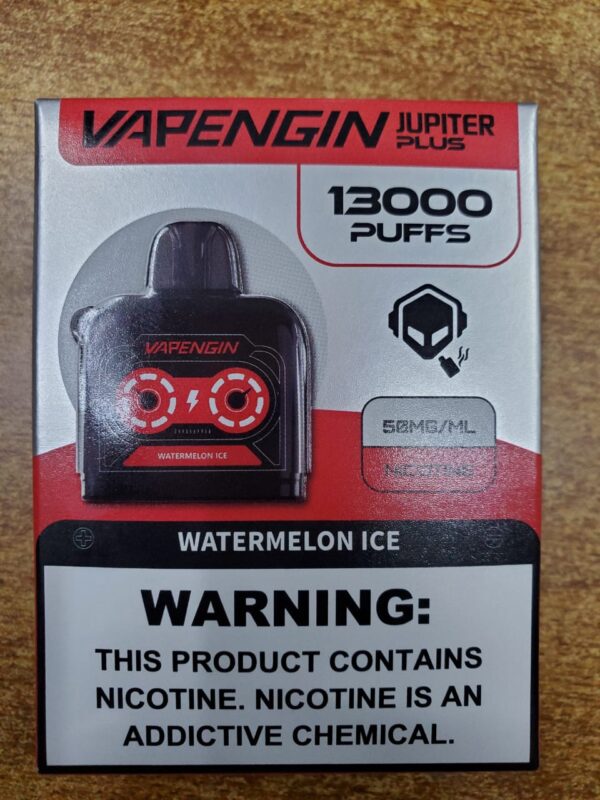 VAPENGIN JUPITER
PLUS
13000
PUFFS
VAPENGIN
WATERMELON ICE
50MG/ML
NICOTINE
WATERMELON ICE
WARNING:
THIS PRODUCT CONTAINS
NICOTINE. NICOTINE IS AN
ADDICTIVE CHEMICAL.